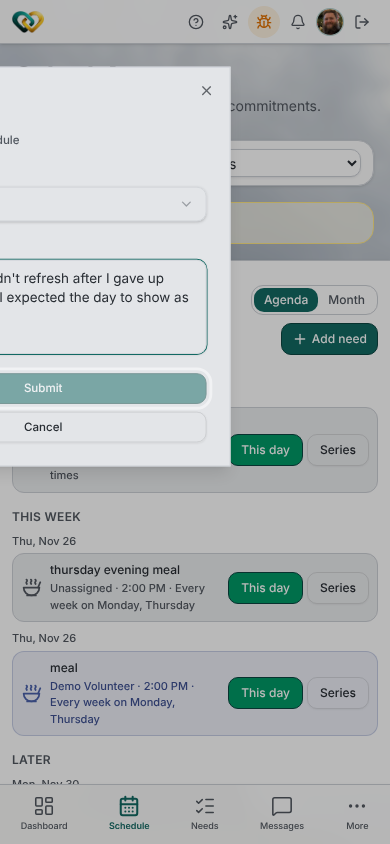 commitments.
dule
s
dn't refresh after I gave up
I expected the day to show as
Agenda
Month
+ Add need
Submit
Cancel
This day
Series
times
THIS WEEK
Thu, Nov 26
thursday evening meal
Unassigned · 2:00 PM · Every
week on Monday, Thursday
This day
Series
Thu, Nov 26
meal
Demo Volunteer · 2:00 PM ·
Every week on Monday,
Thursday
This day
Series
LATER
Mon, Nov 30
Dashboard
Schedule
Needs
Messages
More